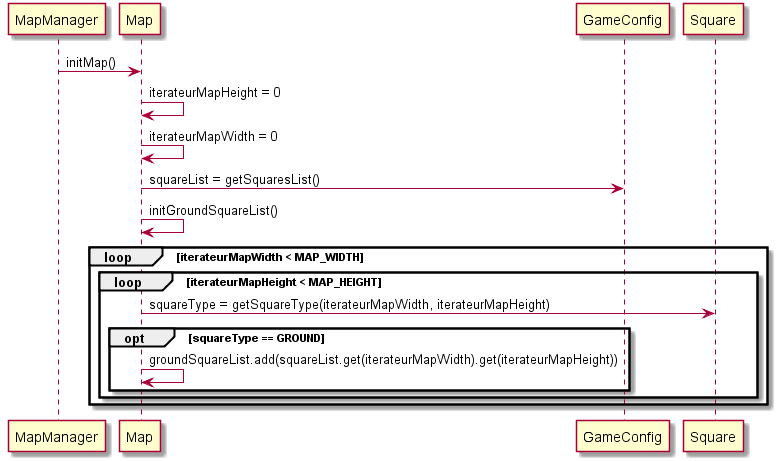 MapManager Map GameConfig Square
initMap()
iterateurMapHeight = 0
iterateurMapWidth = 0
squareList = getSquaresList()
initGroundSquareList()
loop [iterateurMapWidth < MAP_WIDTH]
loop [iterateurMapHeight < MAP_HEIGHT]
squareType = getSquareType(iterateurMapWidth, iterateurMapHeight)
opt [squareType == GROUND]
groundSquareList.add(squareList.get(iterateurMapWidth).get(iterateurMapHeight))
MapManager Map GameConfig Square